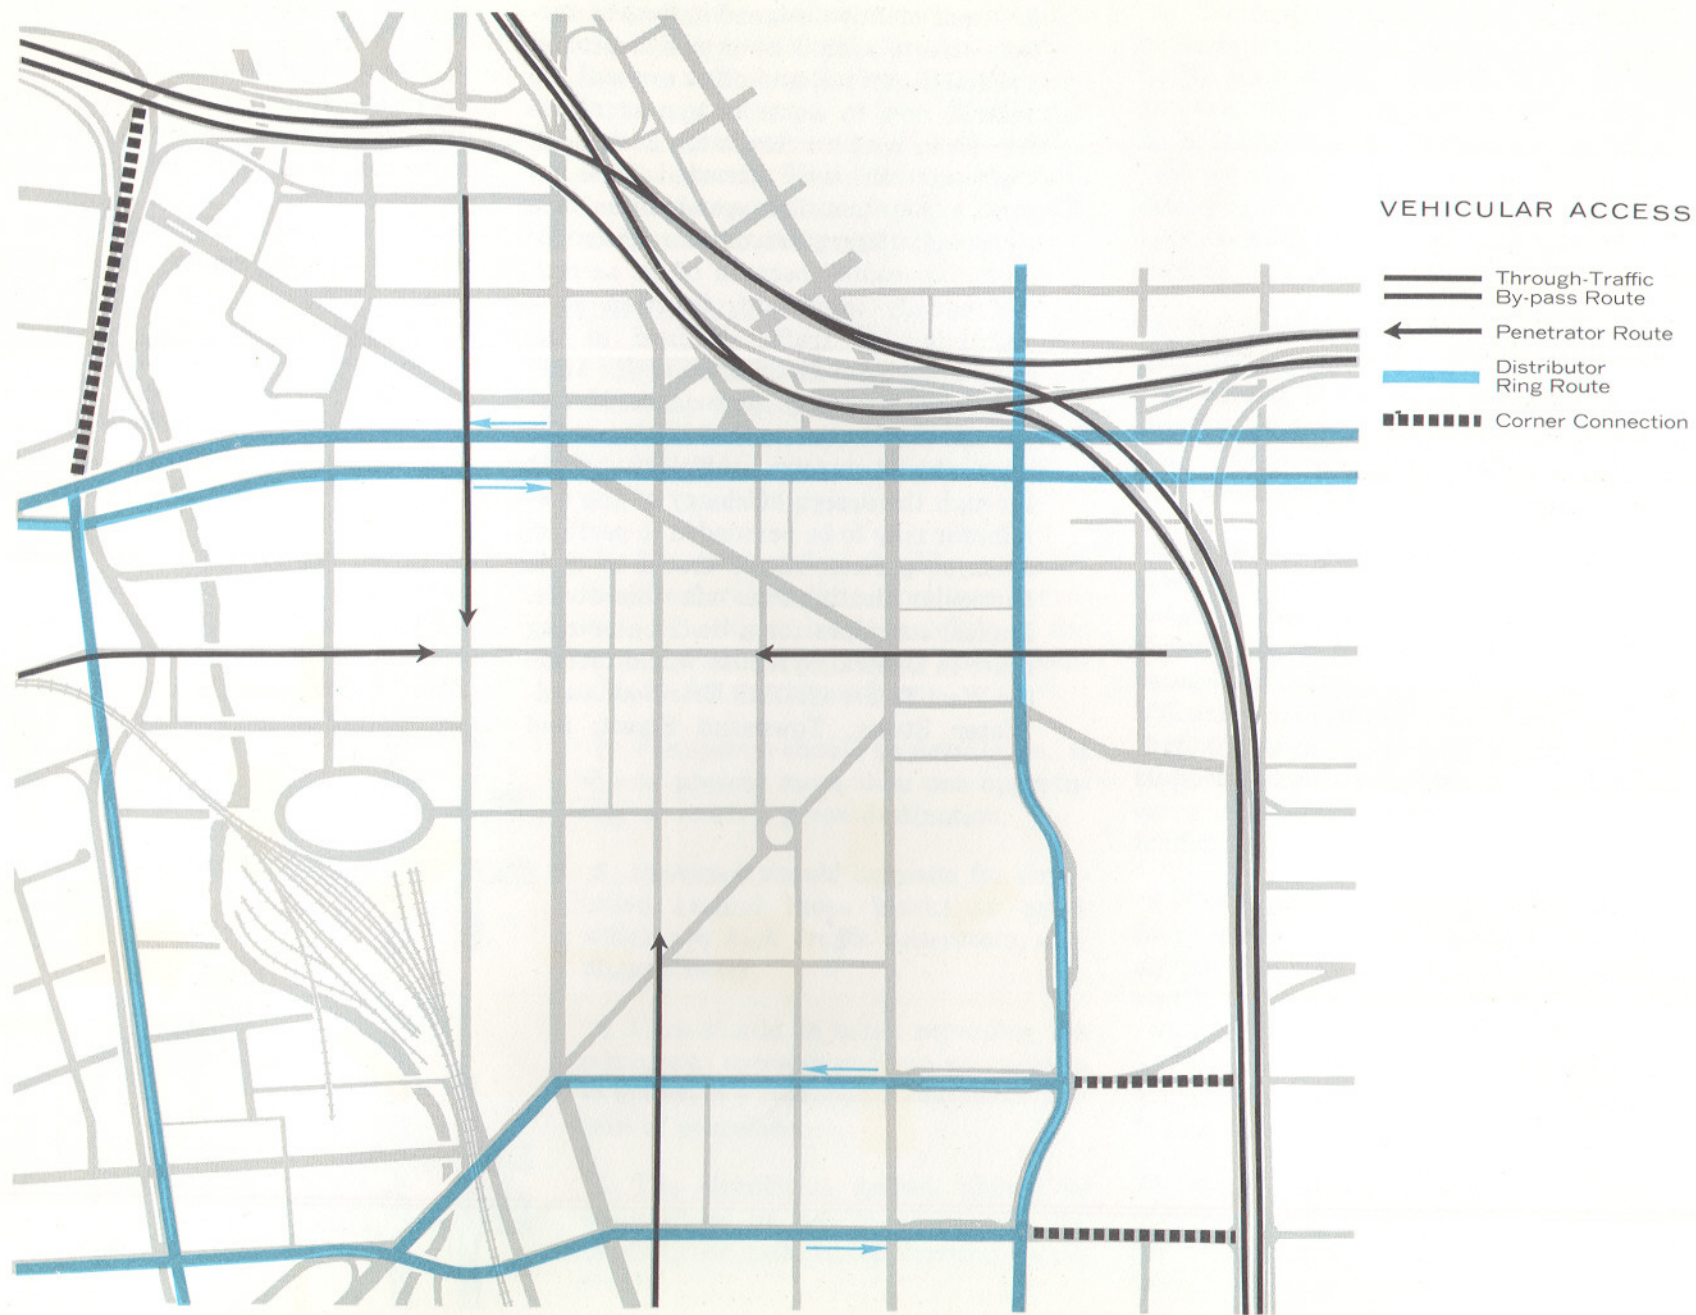 VEHICULAR ACCESS
Through-Traffic
By-pass Route
Penetrator Route
Distributor
Ring Route
Corner Connection